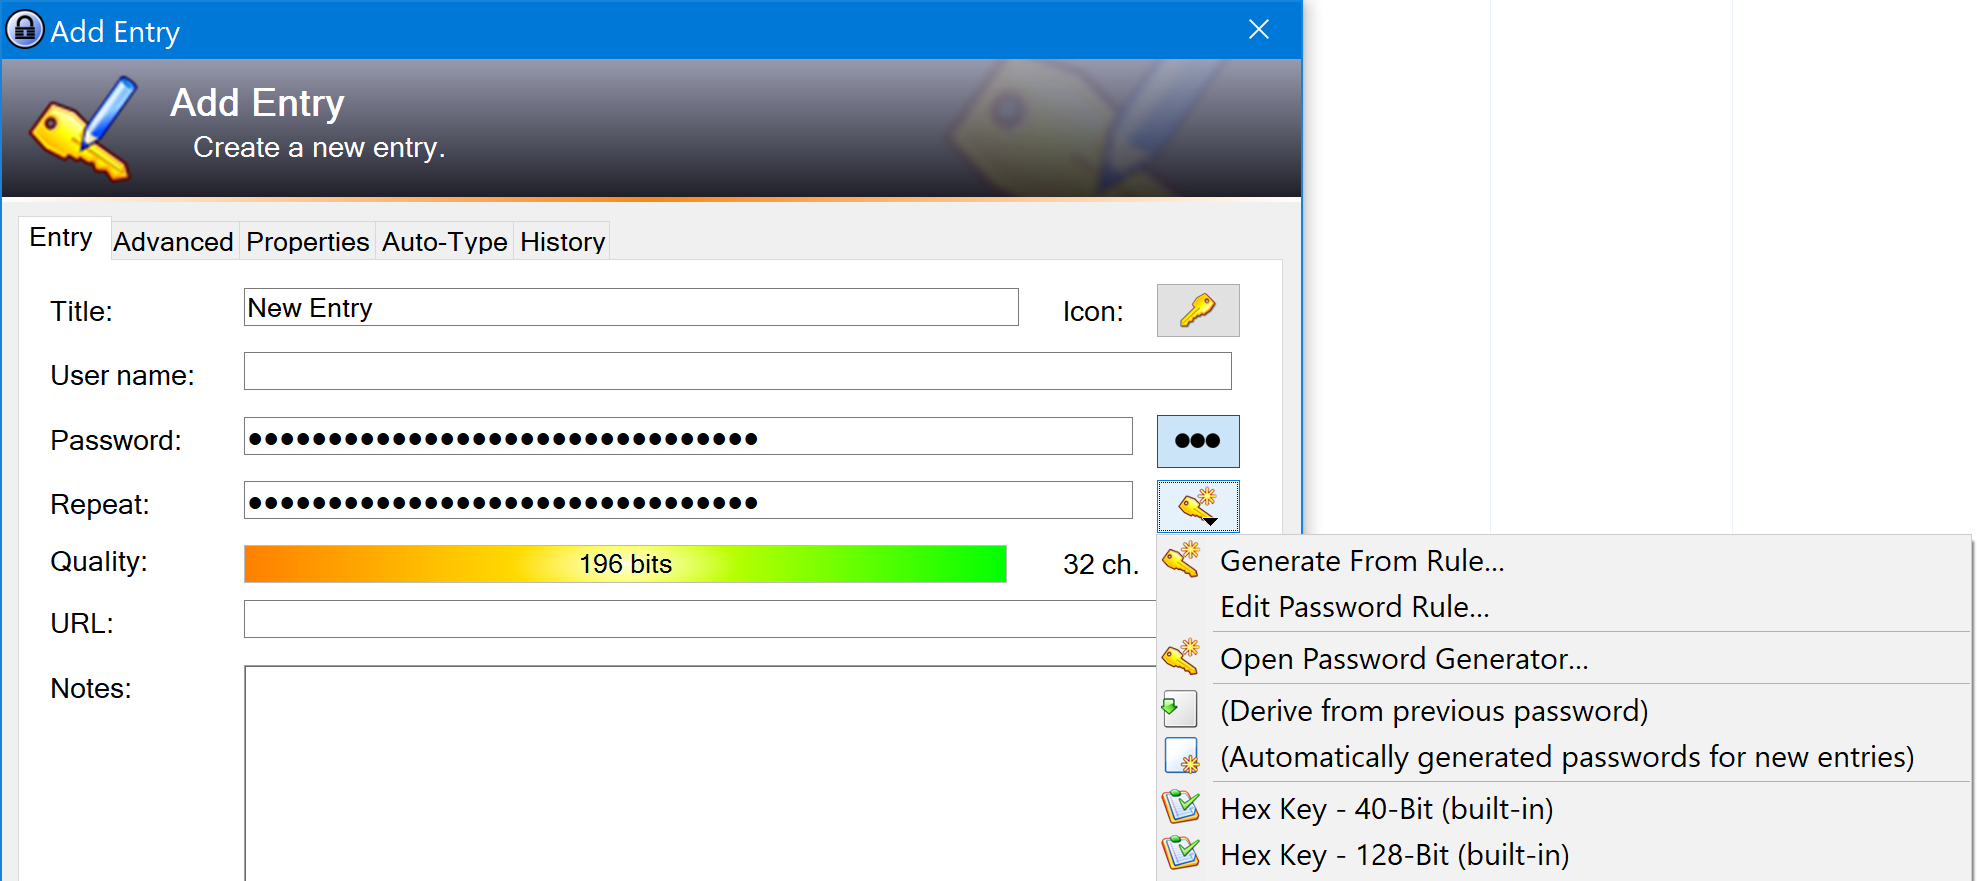 Add Entry
Add Entry
Create a new entry.
Entry Advanced Properties Auto-Type History
Title: New Entry Icon:
User name:
Password: ●●●●●●●●●●●●●●●●●●●●●●●●●●●●●●●● ●●●
Repeat: ●●●●●●●●●●●●●●●●●●●●●●●●●●●●●●●●
Quality: 196 bits 32 ch.
URL:
Notes:
Generate From Rule...
Edit Password Rule...
Open Password Generator...
(Derive from previous password)
(Automatically generated passwords for new entries)
Hex Key - 40-Bit (built-in)
Hex Key - 128-Bit (built-in)